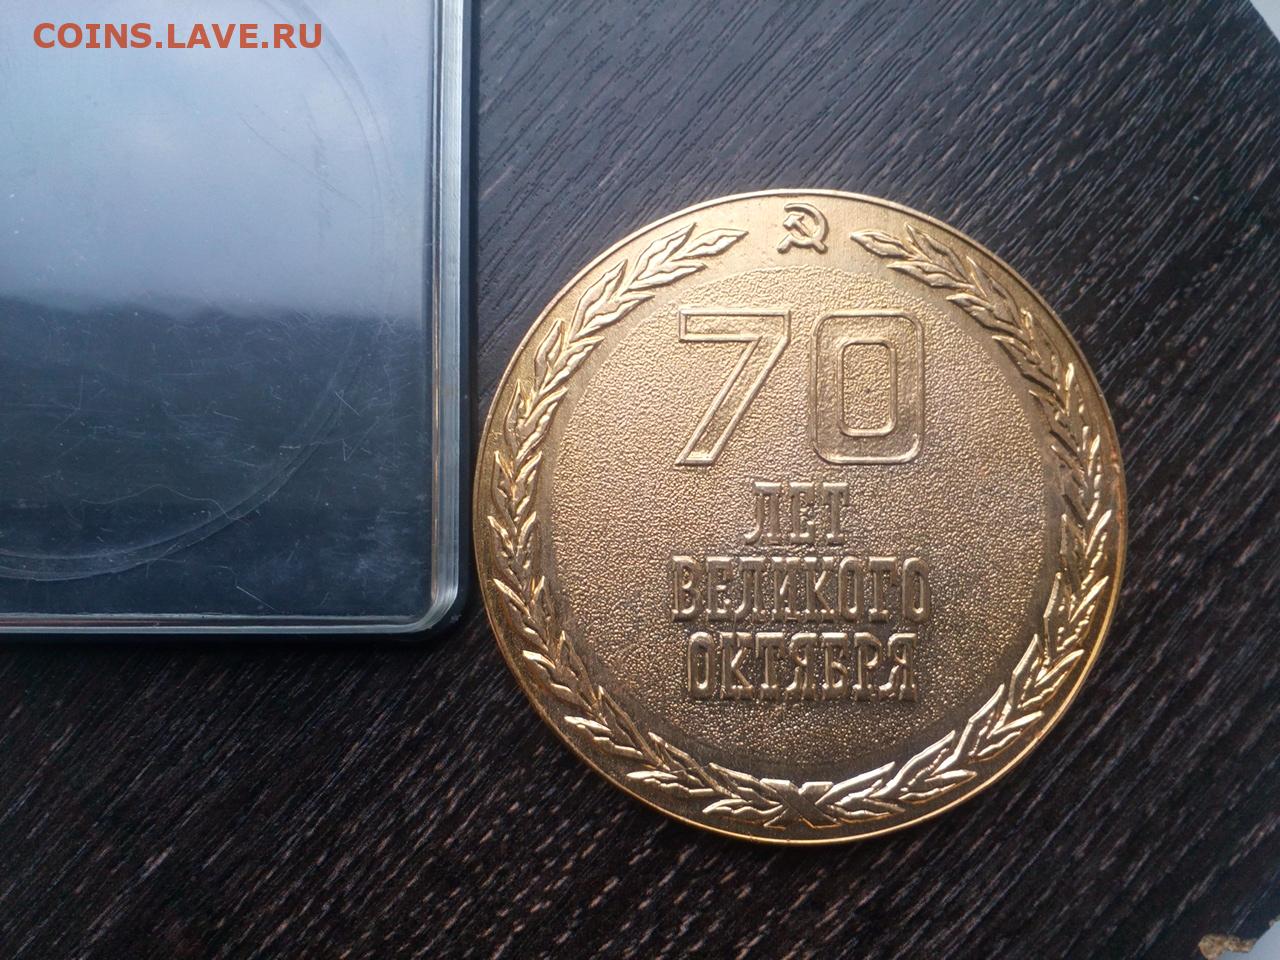 COINS.LAVE.RU
70
ЛЕТ
ВЕЛИКОГО
ОКТЯБРЯ